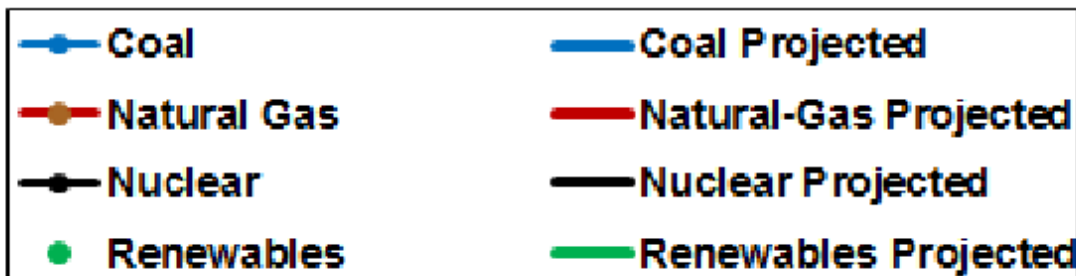 Coal Coal Projected
Natural Gas Natural-Gas Projected
Nuclear Nuclear Projected
Renewables Renewables Projected